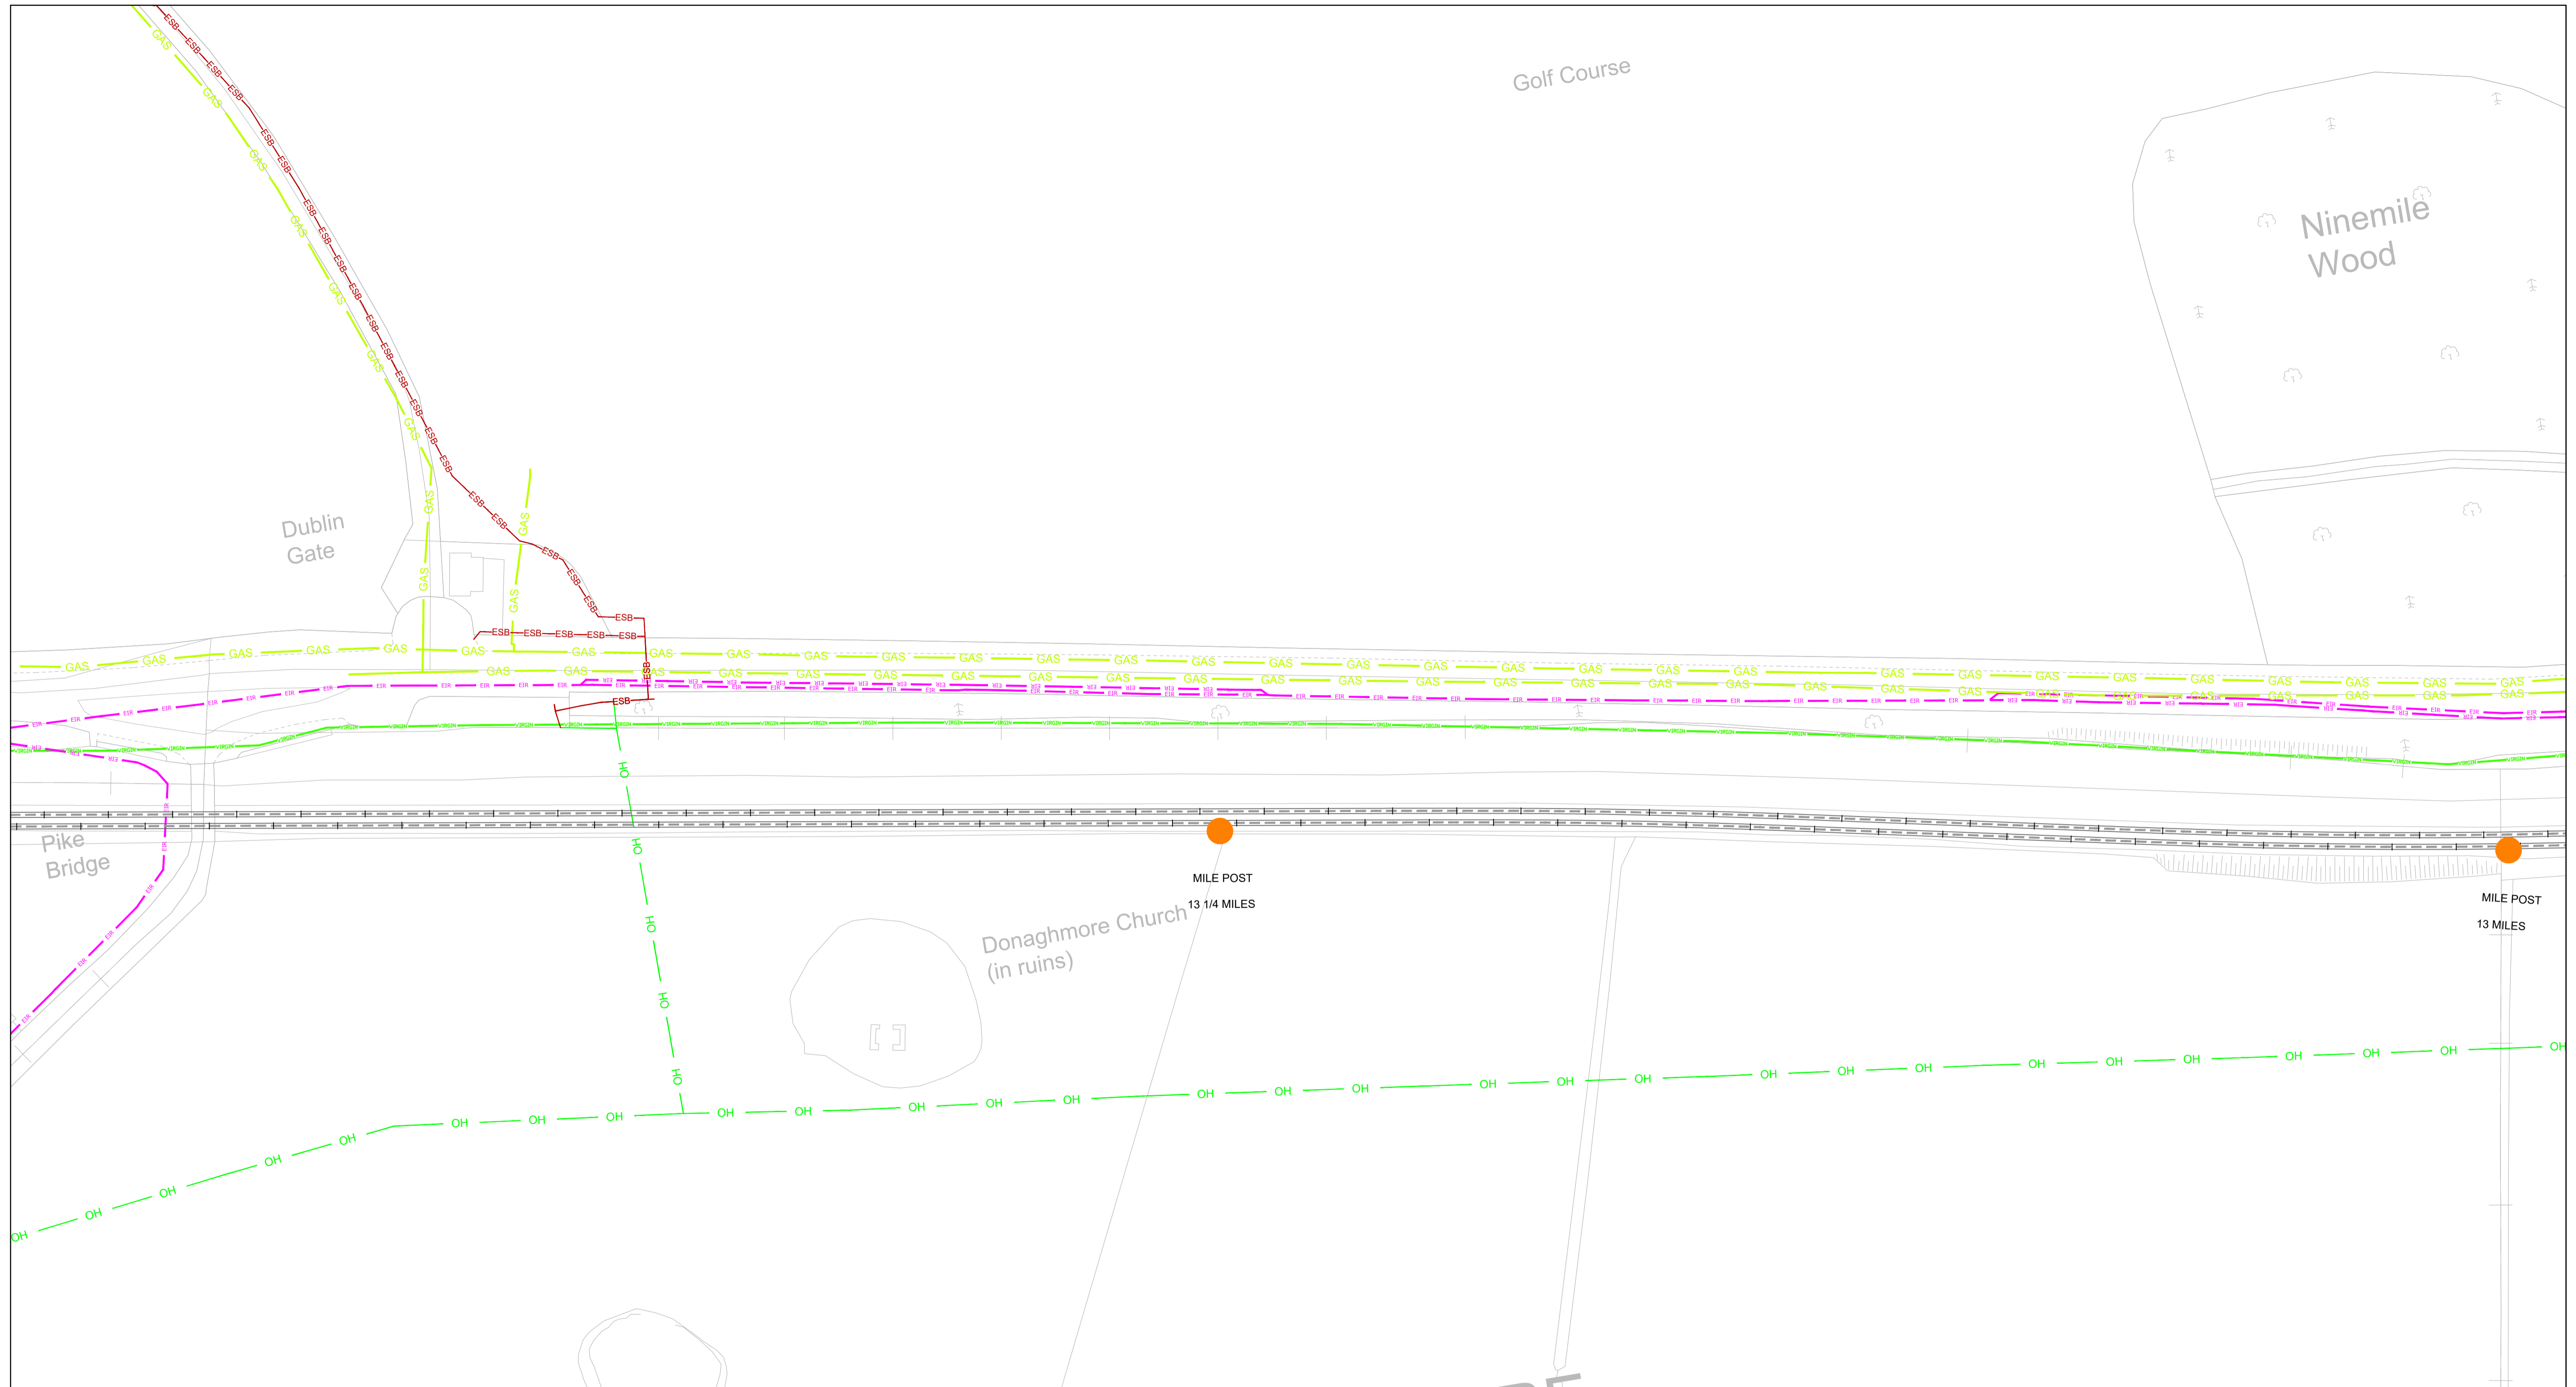 Golf Course
Ninemile
Wood
Dublin
Gate
ESB
GAS
EIR
VIRGIN
OH
Pike
Bridge
MILE POST
13 1/4 MILES
MILE POST
13 MILES
Donaghmore Church
(in ruins)